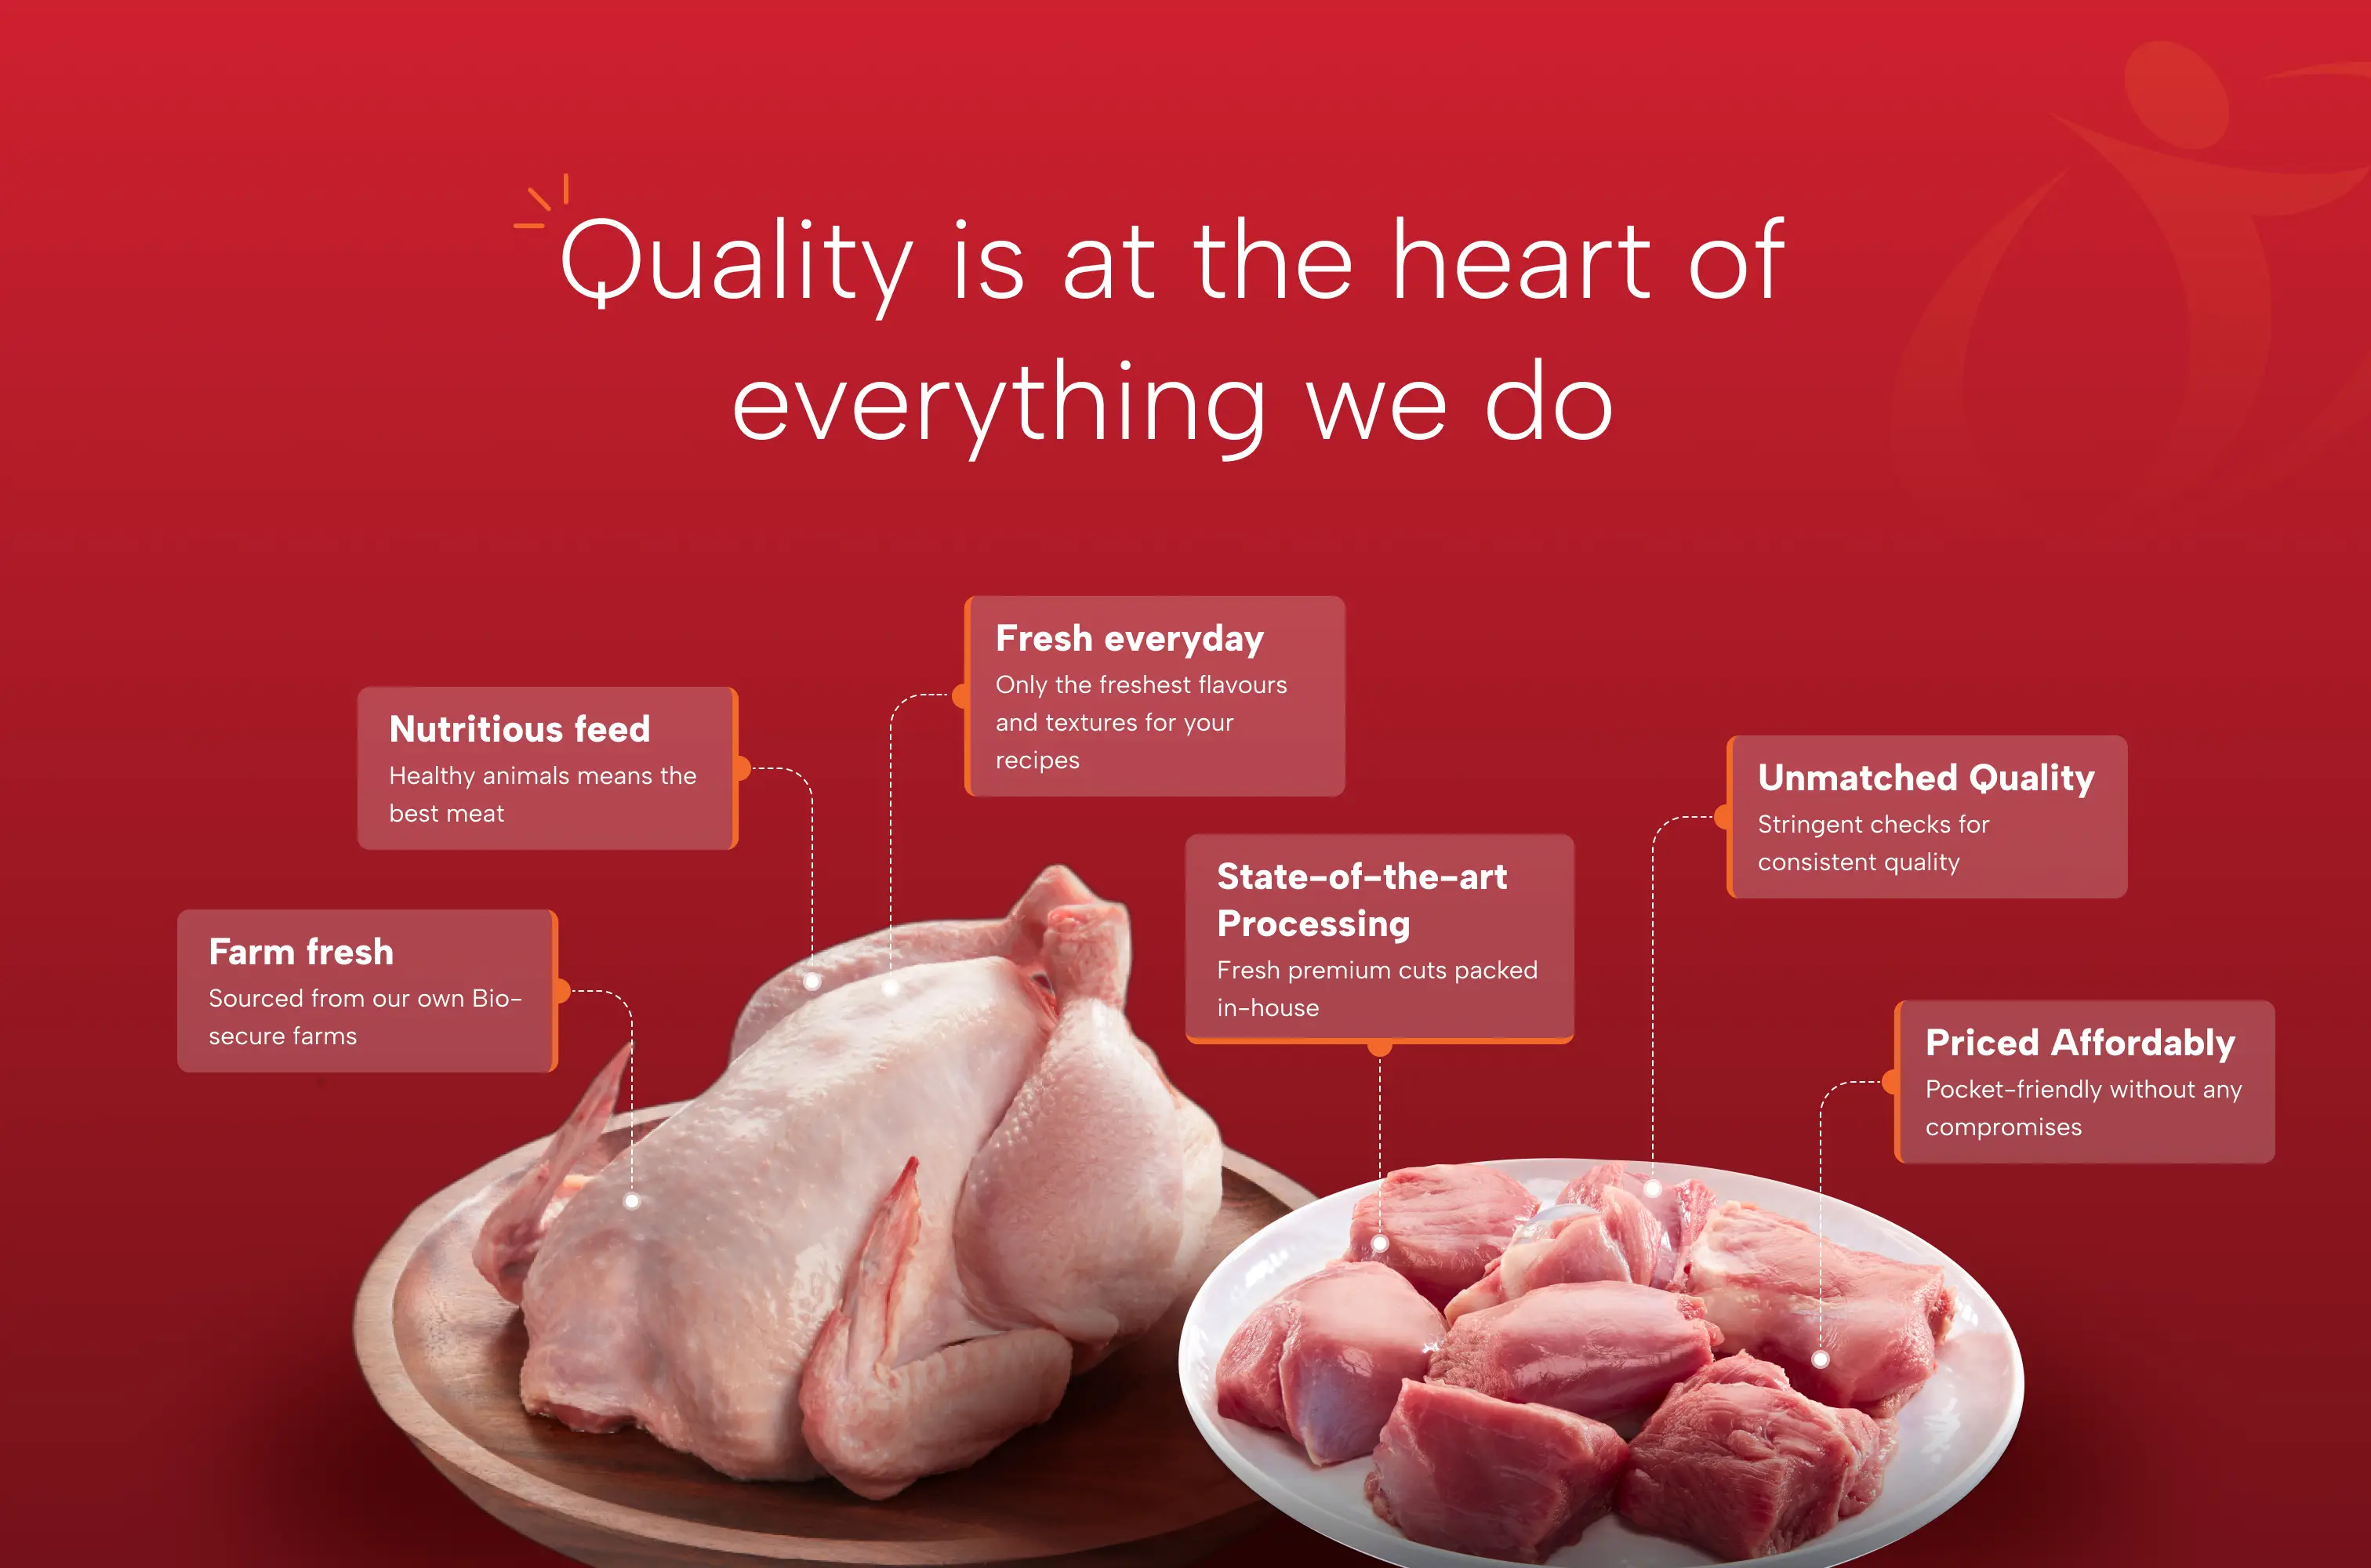 Quality is at the heart of
everything we do
Fresh everyday
Only the freshest flavours
and textures for your
recipes
Nutritious feed
Healthy animals means the
best meat
Unmatched Quality
Stringent checks for
consistent quality
State-of-the-art
Processing
Fresh premium cuts packed
in-house
Farm fresh
Sourced from our own Bio-
secure farms
Priced Affordably
Pocket-friendly without any
compromises